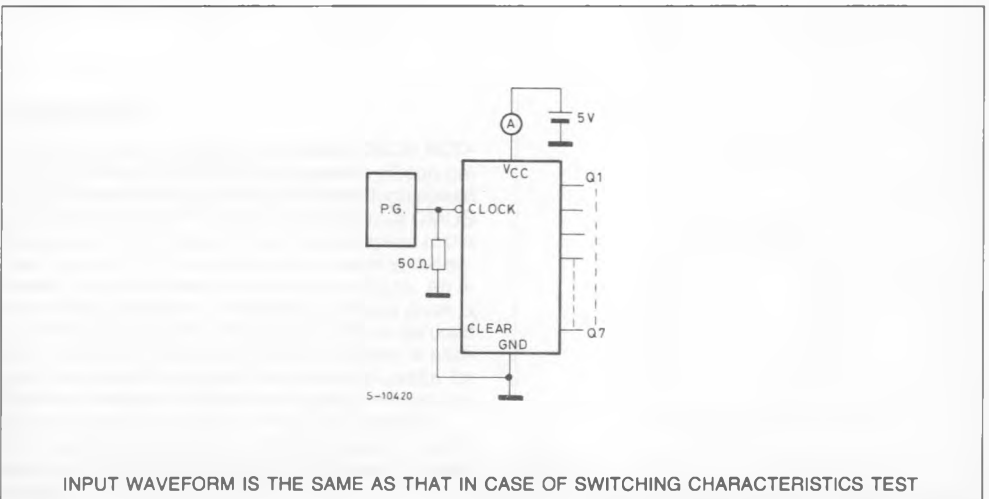 A
5V
VCC
Q1
P.G.
CLOCK
50Ω
CLEAR
Q7
GND
S-10420
INPUT WAVEFORM IS THE SAME AS THAT IN CASE OF SWITCHING CHARACTERISTICS TEST